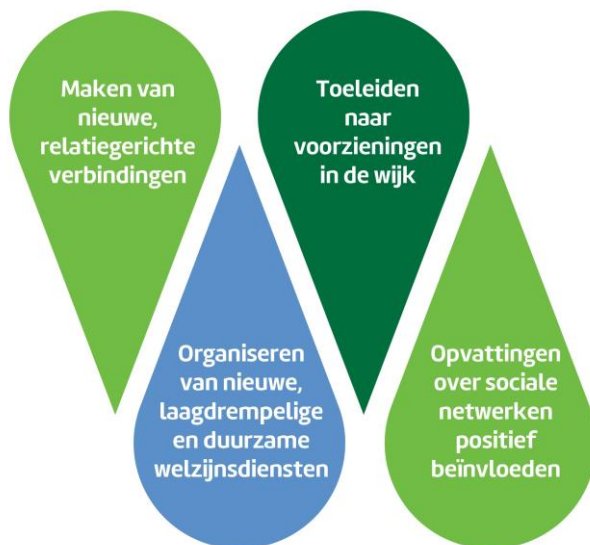 Maken van
nieuwe,
relatiegerichte
verbindingen
Toeleiden
naar
voorzieningen
in de wijk
Organiseren
van nieuwe,
laagdrempelige
en duurzame
welzijnsdiensten
Opvattingen
over sociale
netwerken
positief
beïnvloeden